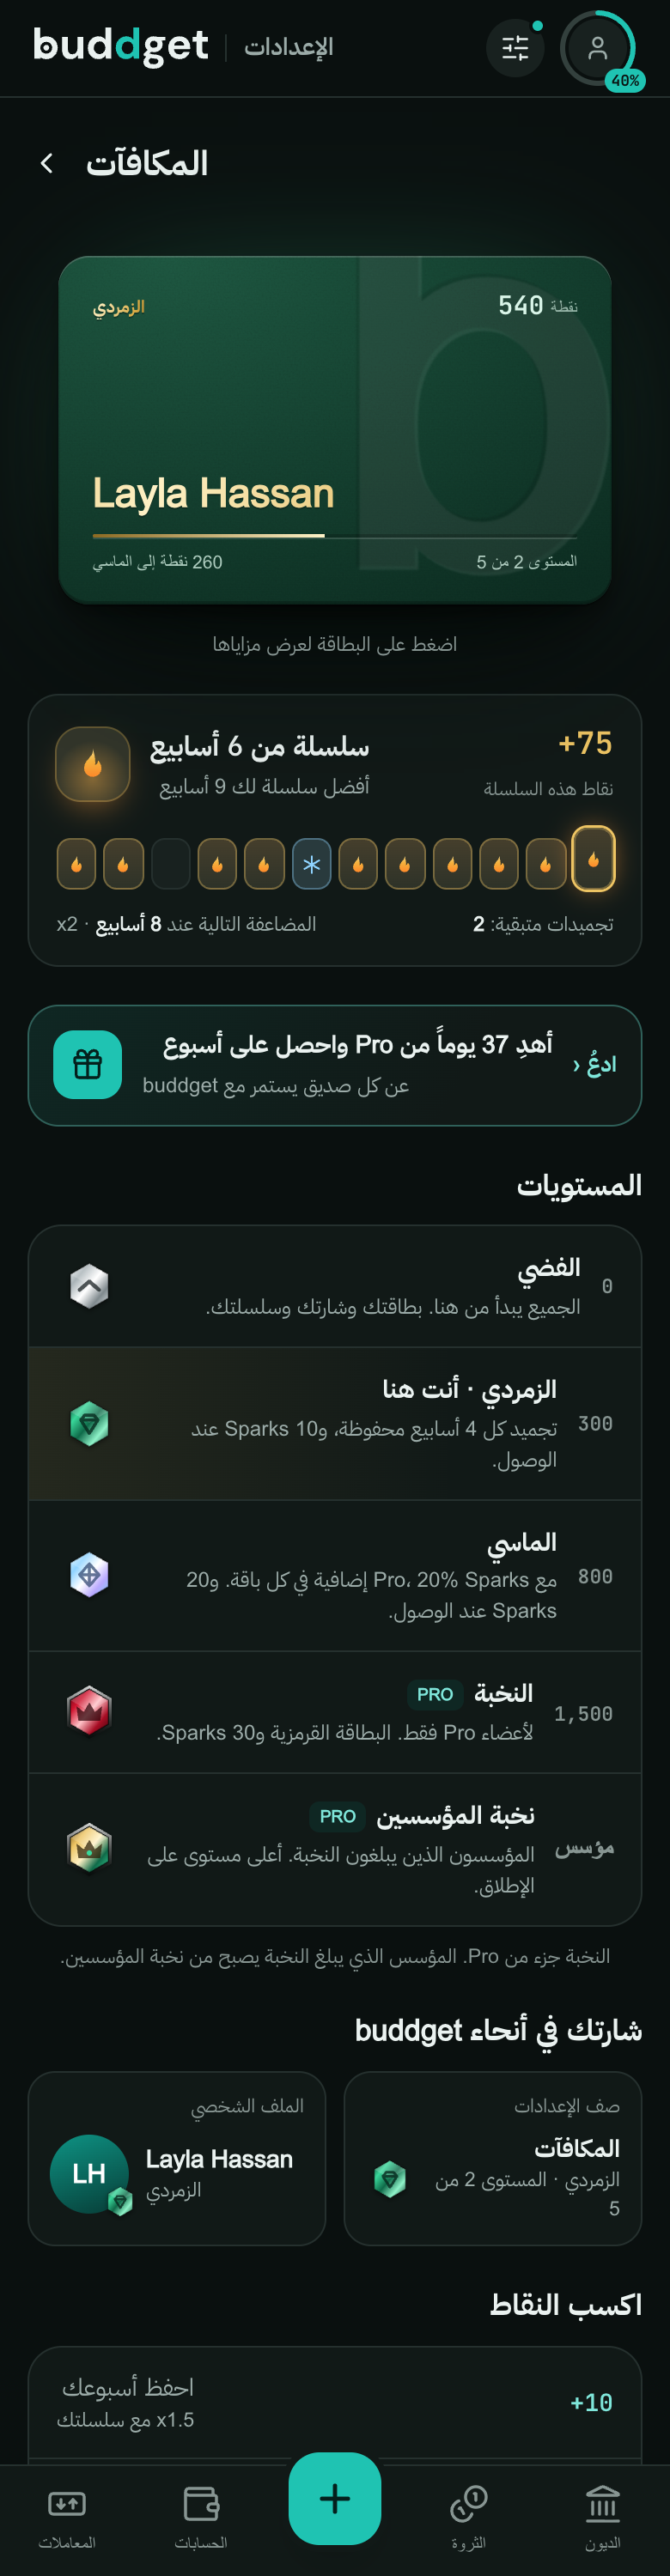 buddget
الإعدادات
40%
المكافآت
الزمردي
540 نقطة
Layla Hassan
260 نقطة إلى الماسي
المستوى 2 من 5
اضغط على البطاقة لعرض مزاياها
سلسلة من 6 أسابيع
أفضل سلسلة لك 9 أسابيع
+75
نقاط هذه السلسلة
المضاعفة التالية عند 8 أسابيع · x2
تجميدات متبقية: 2
أهدِ 37 يوماً من Pro واحصل على أسبوع
عن كل صديق يستمر مع buddget
ادعُ ›
المستويات
الفضي
الجميع يبدأ من هنا. بطاقتك وشارتك وسلسلتك.
0
الزمردي · أنت هنا
تجميد كل 4 أسابيع محفوظة، و10 Sparks عند
الوصول.
300
الماسي
مع Pro، 20% Sparks إضافية في كل باقة. و20
Sparks عند الوصول.
800
النخبة PRO
لأعضاء Pro فقط. البطاقة القرمزية و30 Sparks.
1,500
نخبة المؤسسين PRO
المؤسسون الذين يبلغون النخبة. أعلى مستوى على
الإطلاق.
مؤسس
النخبة جزء من Pro. المؤسس الذي يبلغ النخبة يصبح من نخبة المؤسسين.
شارتك في أنحاء buddget
صف الإعدادات
المكافآت
الزمردي · المستوى 2 من
5
الملف الشخصي
LH
Layla Hassan
الزمردي
اكسب النقاط
احفظ أسبوعك
x1.5 مع سلسلتك
+10
المعاملات
الحسابات
الثروة
الديون